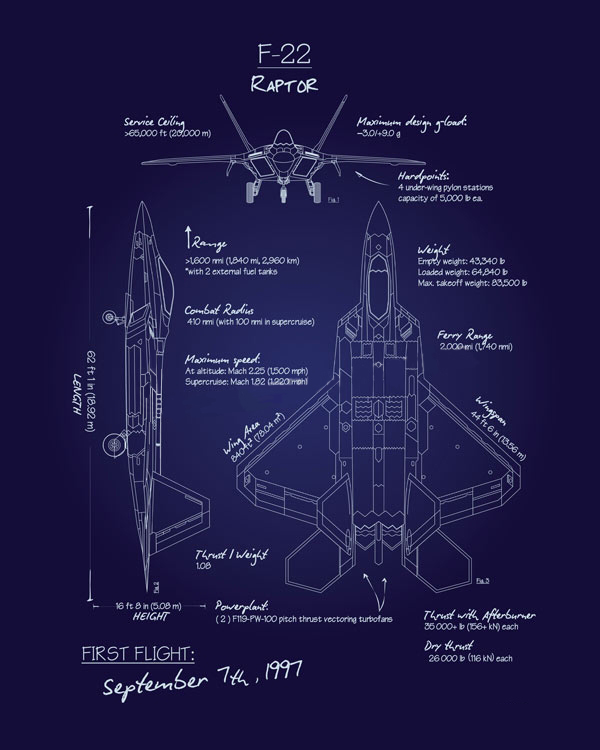 F-22
RAPTOR
Service Ceiling
>65,000 ft (20,000 m)
Maximum design g-load:
-3.0/+9.0 g
Hardpoints:
4 under-wing pylon stations
capacity of 5,000 lb ea.
Fig. 1
Range
>1,600 nmi (1,840 mi, 2,960 km)
*with 2 external fuel tanks
Weight
Empty weight: 43,340 lb
Loaded weight: 64,840 lb
Max. takeoff weight: 83,500 lb
Combat Radius
410 nmi (with 100 nmi in supercruise)
Ferry Range
2,000 mi (1,740 nmi)
Maximum speed:
At altitude: Mach 2.25 (1,500 mph)
Supercruise: Mach 1.82 (1,220 mph)
62 ft 1 in (18.92 m)
LENGTH
Wing Area
840 ft² (78.04 m²)
Wingspan
44 ft 6 in (13.56 m)
Thrust / Weight
1.08
Fig. 2
Fig. 3
16 ft 8 in (5.08 m)
HEIGHT
Powerplant:
(2) F119-PW-100 pitch thrust vectoring turbofans
Thrust with Afterburner
35 000+ lb (156+ kN) each
Dry thrust
26 000 lb (116 kN) each
FIRST FLIGHT:
September 7th, 1997